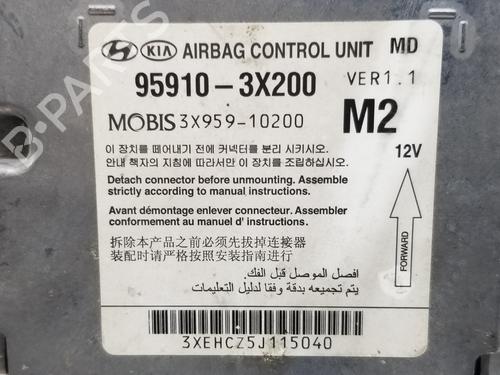 HYUNDAI KIA AIRBAG CONTROL UNIT MD
95910-3X200 VER1.1
MOBIS 3X959-10200 M2
이 장치를 떼어내기 전에 커넥터를 분리 시키시오.
안내 책자의 지침에 따라서만 이 장치를 조립하십시오. 12V
Detach connector before unmounting. Assemble
strictly according to manual instructions.
Avant démontage enlever connecteur. Assembler
conformement au manuel d' instructions.
FORWARD
拆除本产品之前必须先拔掉连接器
装配时请严格按照安装指南进行
افصل الموصل قبل الفك.
يتم تجميعه بدقة وفقا لدليل التعليمات
3XEHCZ5J115040
B-PARTS